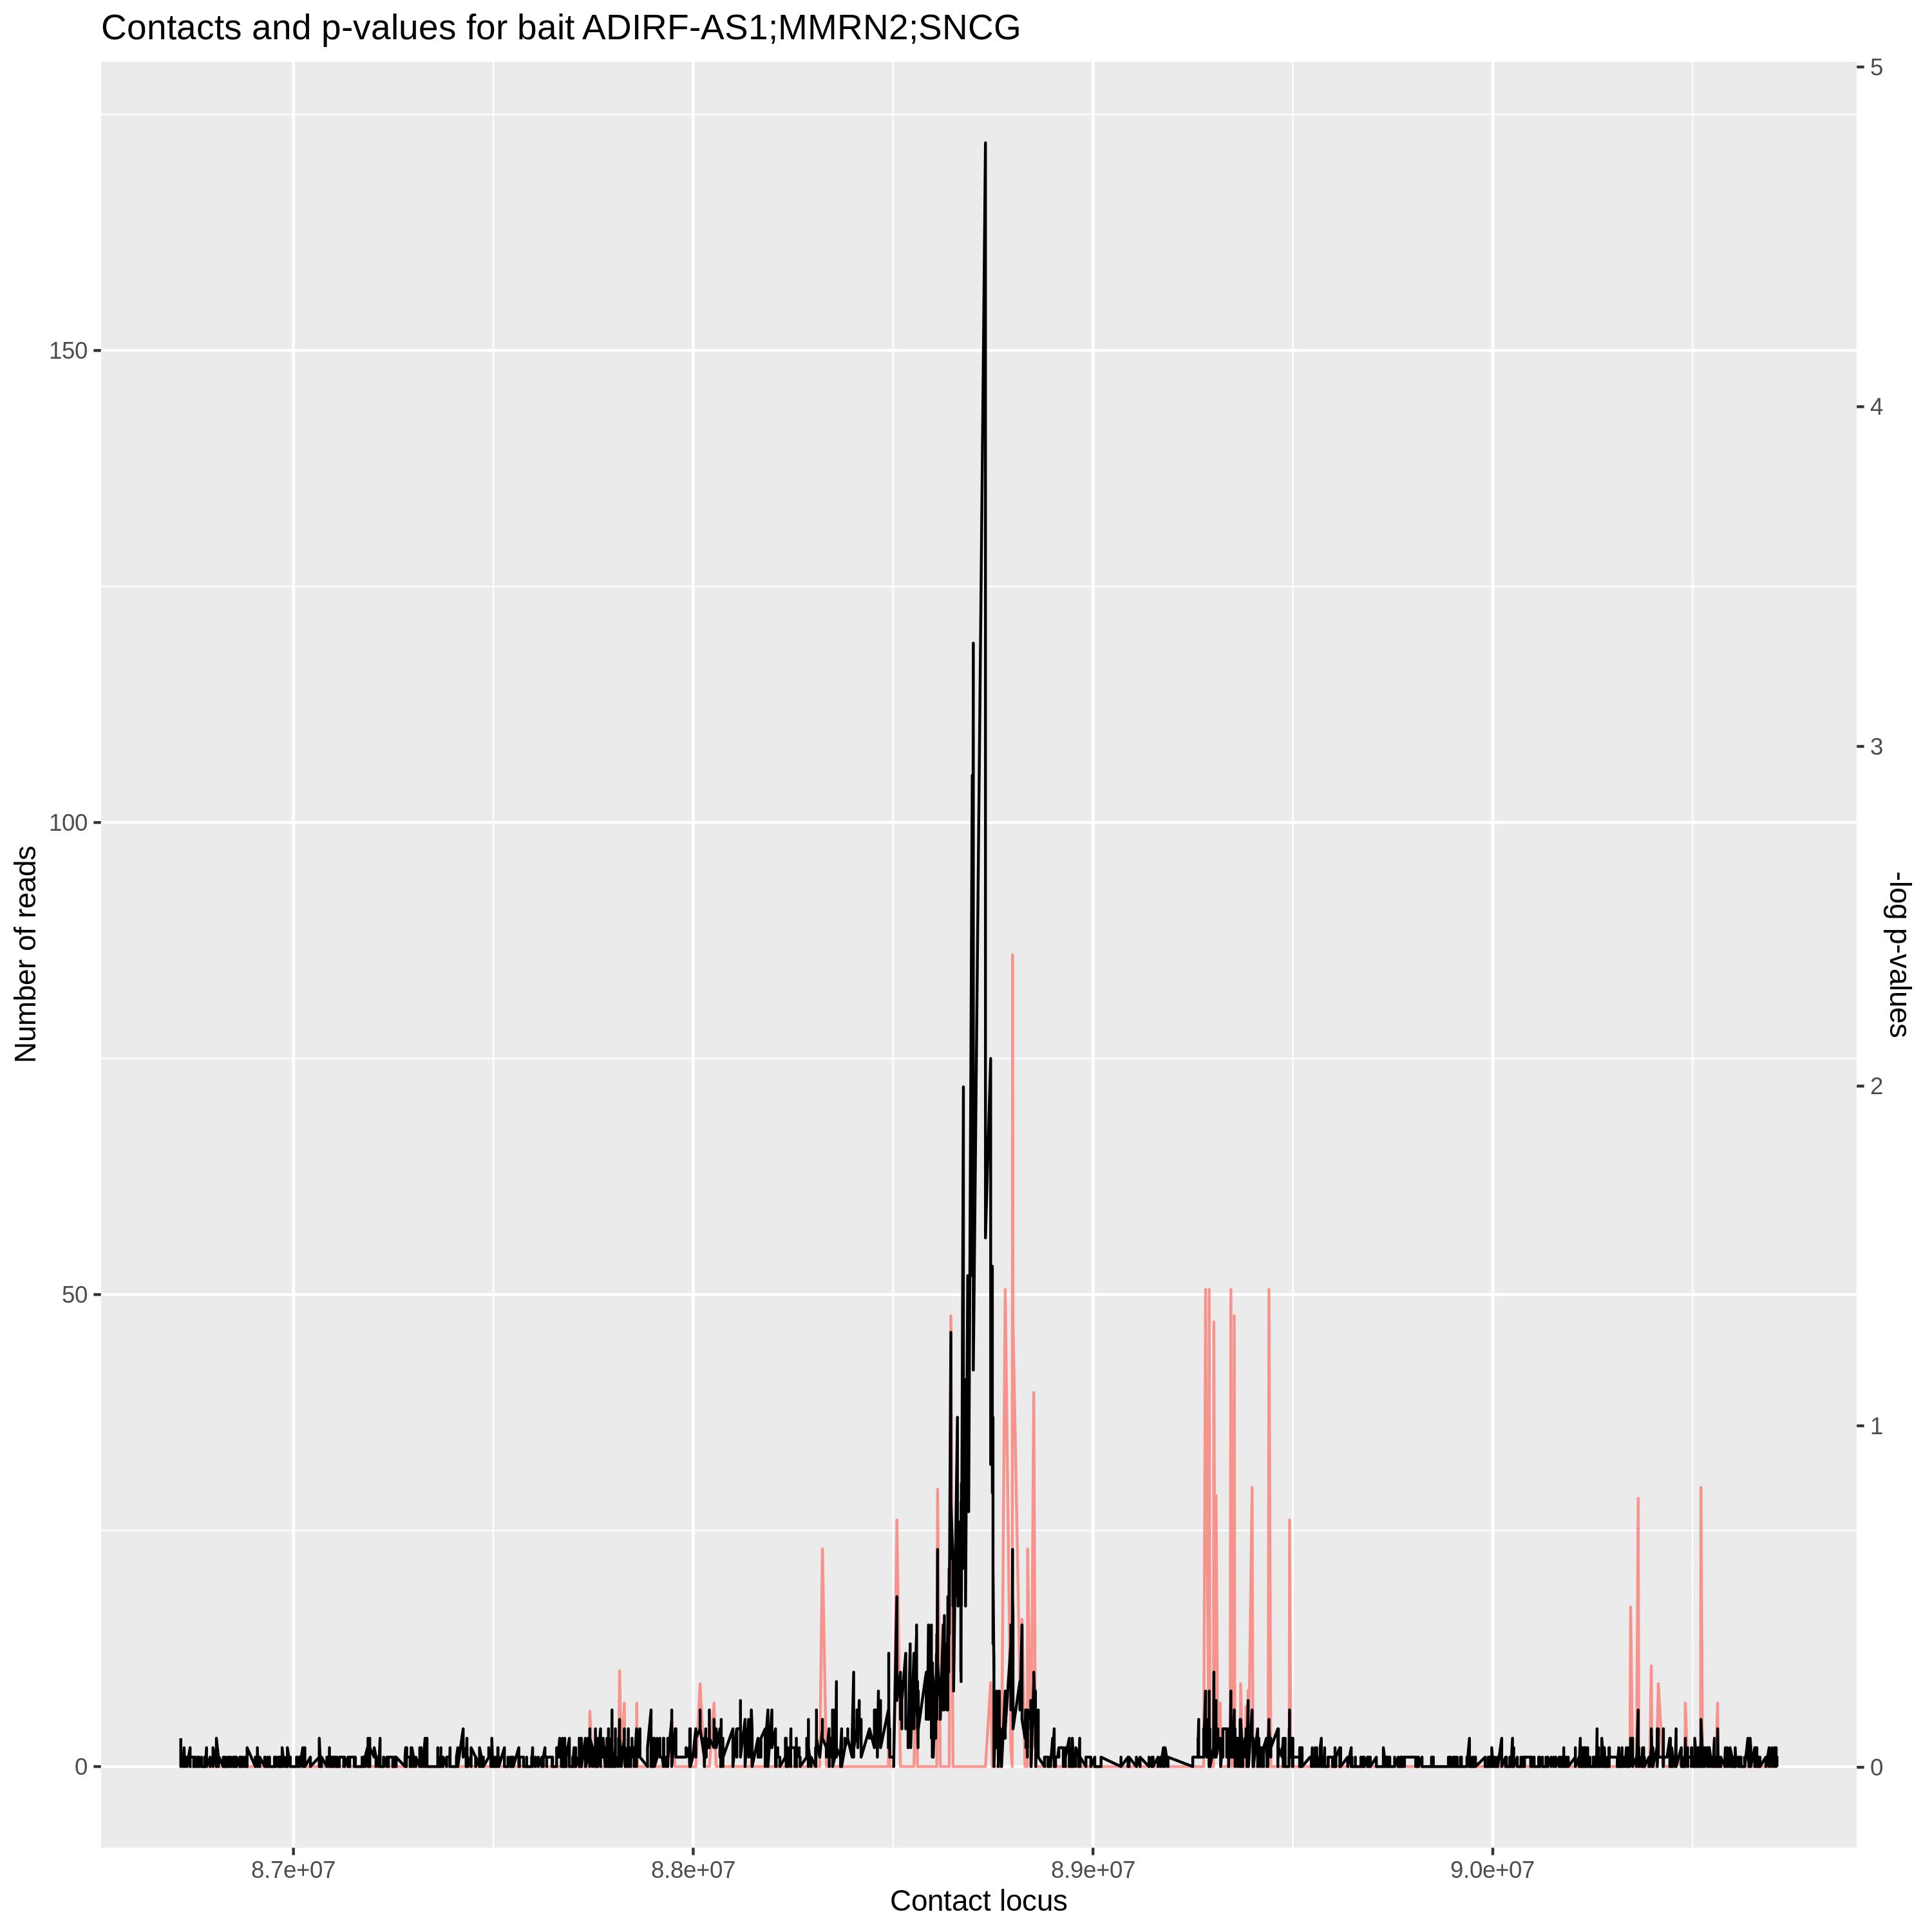 Contacts and p-values for bait ADIRF-AS1;MMRN2;SNCG
5
150
4
3
100
Number of reads
-log p-values
2
50
1
0
0
8.7e+07
8.8e+07
8.9e+07
9.0e+07
Contact locus